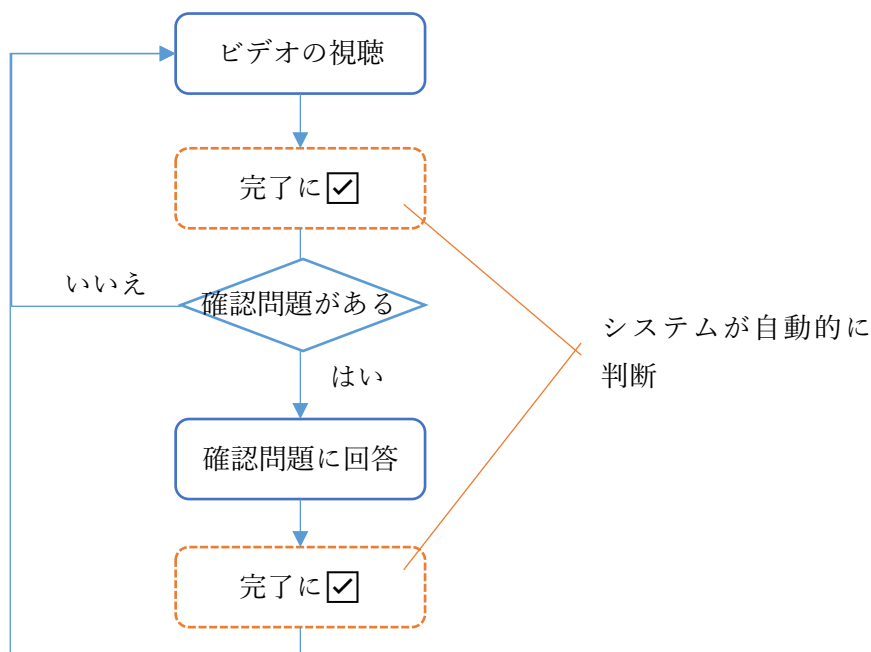 ビデオの視聴
完了に☑
いいえ
確認問題がある
システムが自動的に
判断
はい
確認問題に回答
完了に☑